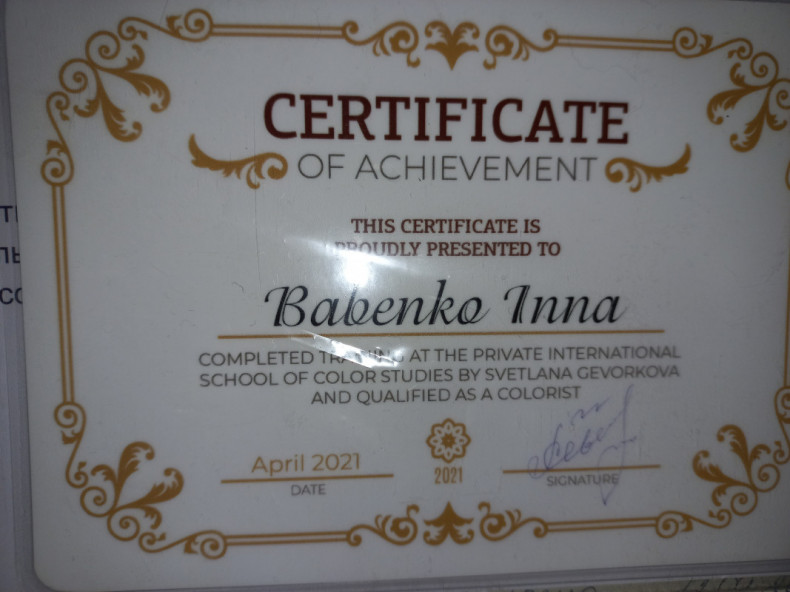 CERTIFICATE
OF ACHIEVEMENT
THIS CERTIFICATE IS
PROUDLY PRESENTED TO
Babenko Inna
COMPLETED TRAINING AT THE PRIVATE INTERNATIONAL
SCHOOL OF COLOR STUDIES BY SVETLANA GEVORKOVA
AND QUALIFIED AS A COLORIST
April 2021
DATE
2021
SIGNATURE